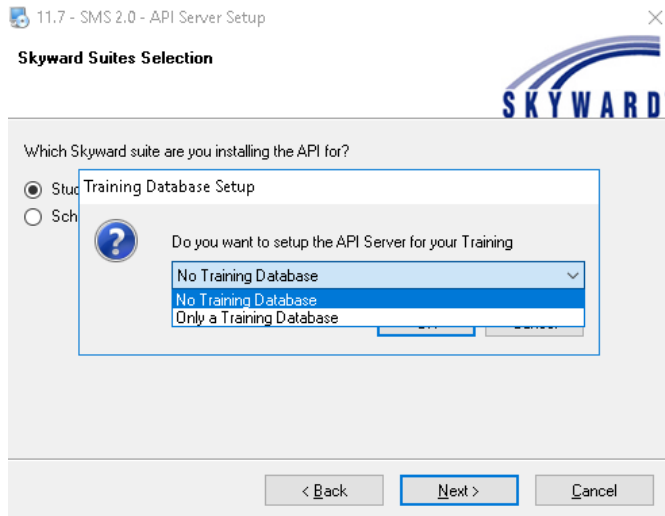 11.7 - SMS 2.0 - API Server Setup
Skyward Suites Selection
SKYWARD
Which Skyward suite are you installing the API for?
Training Database Setup
Do you want to setup the API Server for your Training
No Training Database
No Training Database
Only a Training Database
< Back
Next >
Cancel